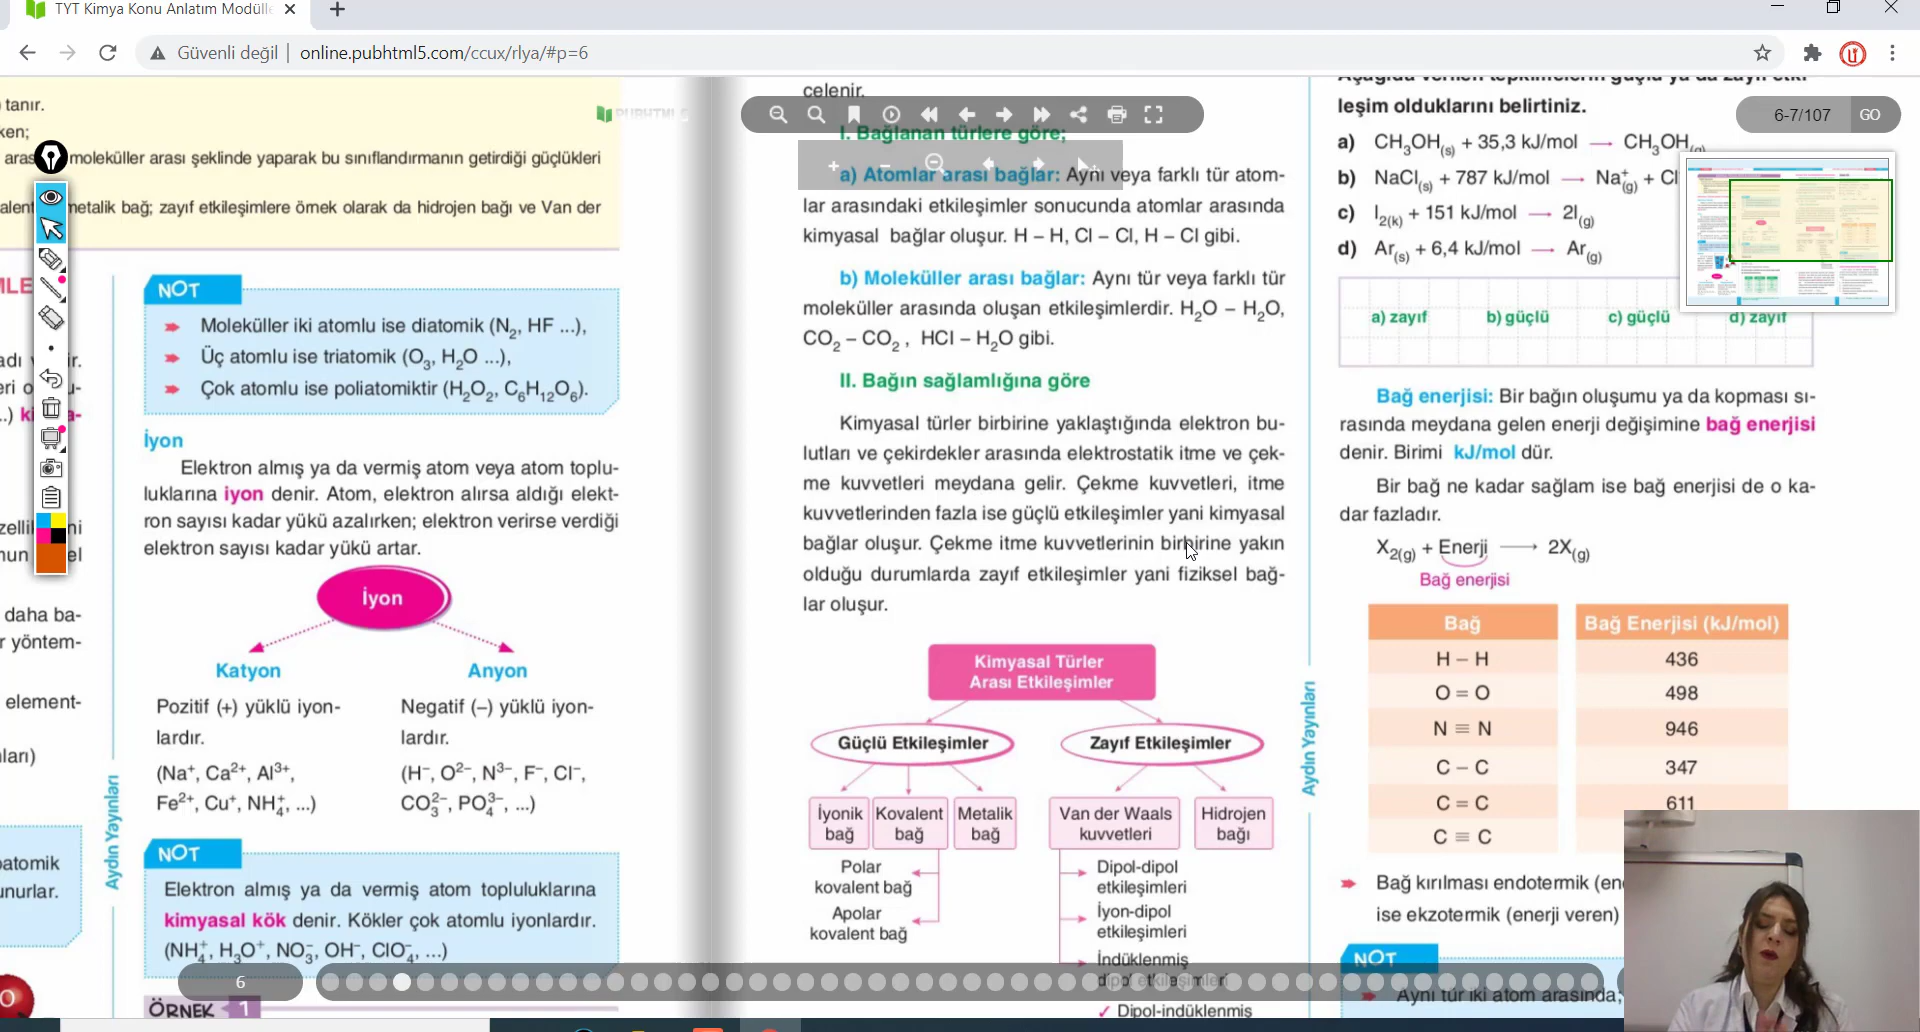 TYT Kimya Konu Anlatım Modülle
Güvenli değil
online.pubhtml5.com/ccux/rlya/#p=6
tanır.
ken;
aras
moleküller arası şeklinde yaparak bu sınıflandırmanın getirdiği güçlükleri
metalik bağ; zayıf etkileşimlere örnek olarak da hidrojen bağı ve Van der
PUBHTML5
NOT
Moleküller iki atomlu ise diatomik (N₂, HF ...),
Üç atomlu ise triatomik (O₃, H₂O ...),
Çok atomlu ise poliatomiktir (H₂O₂, C₆H₁₂O₆).
İyon
Elektron almış ya da vermiş atom veya atom toplu-
luklarına iyon denir. Atom, elektron alırsa aldığı elekt-
ron sayısı kadar yükü azalırken; elektron verirse verdiği
elektron sayısı kadar yükü artar.
İyon
Katyon
Pozitif (+) yüklü iyon-
lardır.
(Na⁺, Ca²⁺, Al³⁺,
Fe²⁺, Cu⁺, NH₄⁺, ...)
Anyon
Negatif (–) yüklü iyon-
lardır.
(H⁻, O²⁻, N³⁻, F⁻, Cl⁻,
CO₃²⁻, PO₄³⁻, ...)
daha ba-
r yöntem-
element-
Aydın Yayınları
NOT
Elektron almış ya da vermiş atom topluluklarına
kimyasal kök denir. Kökler çok atomlu iyonlardır.
(NH₄⁺, H₃O⁺, NO₃⁻, OH⁻, ClO₄⁻, ...)
6
ÖRNEK 1
celenir.
I. Bağlanan türlere göre;
a) Atomlar arası bağlar: Aynı veya farklı tür atom-
lar arasındaki etkileşimler sonucunda atomlar arasında
kimyasal bağlar oluşur. H – H, Cl – Cl, H – Cl gibi.
b) Moleküller arası bağlar: Aynı tür veya farklı tür
moleküller arasında oluşan etkileşimlerdir. H₂O – H₂O,
CO₂ – CO₂ , HCl – H₂O gibi.
II. Bağın sağlamlığına göre
Kimyasal türler birbirine yaklaştığında elektron bu-
lutları ve çekirdekler arasında elektrostatik itme ve çek-
me kuvvetleri meydana gelir. Çekme kuvvetleri, itme
kuvvetlerinden fazla ise güçlü etkileşimler yani kimyasal
bağlar oluşur. Çekme itme kuvvetlerinin birbirine yakın
olduğu durumlarda zayıf etkileşimler yani fiziksel bağ-
lar oluşur.
Kimyasal Türler
Arası Etkileşimler
Güçlü Etkileşimler
Zayıf Etkileşimler
İyonik bağ
Kovalent bağ
Metalik bağ
Van der Waals kuvvetleri
Hidrojen bağı
Polar
kovalent bağ
Apolar
kovalent bağ
Dipol-dipol
etkileşimleri
İyon-dipol
etkileşimleri
İndüklenmiş
dipol etkileşimleri
✓ Dipol-indüklenmiş
Aydın Yayınları
6-7/107
GO
leşim olduklarını belirtiniz.
a) CH₃OH(s) + 35,3 kJ/mol → CH₃OH(g)
b) NaCl(s) + 787 kJ/mol → Na⁺(g) + Cl
c) I₂(k) + 151 kJ/mol → 2I(g)
d) Ar(s) + 6,4 kJ/mol → Ar(g)
a) zayıf b) güçlü c) güçlü d) zayıf
Bağ enerjisi: Bir bağın oluşumu ya da kopması sı-
rasında meydana gelen enerji değişimine bağ enerjisi
denir. Birimi kJ/mol dür.
Bir bağ ne kadar sağlam ise bağ enerjisi de o ka-
dar fazladır.
X₂(g) + Enerji → 2X(g)
Bağ enerjisi
Bağ Bağ Enerjisi (kJ/mol)
H – H 436
O = O 498
N ≡ N 946
C – C 347
C = C 611
C ≡ C
Bağ kırılması endotermik (en
ise ekzotermik (enerji veren)
NOT
Aynı tür iki atom arasında;